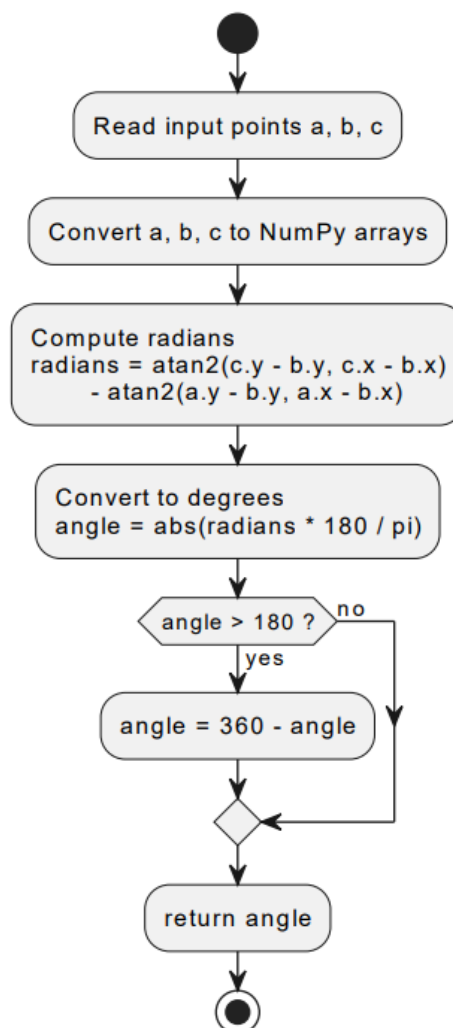 Read input points a, b, c
Convert a, b, c to NumPy arrays
Compute radians
radians = atan2(c.y - b.y, c.x - b.x)
- atan2(a.y - b.y, a.x - b.x)
Convert to degrees
angle = abs(radians * 180 / pi)
angle > 180 ?
no
yes
angle = 360 - angle
return angle